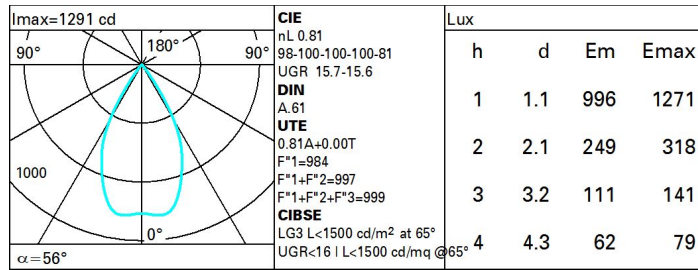 Imax=1291 cd
90°
180°
90°
1000
0°
α=56°
CIE
nL 0.81
98-100-100-100-81
UGR 15.7-15.6
DIN
A.61
UTE
0.81A+0.00T
F"1=984
F"1+F"2=997
F"1+F"2+F"3=999
CIBSE
LG3 L<1500 cd/m² at 65°
UGR<16 | L<1500 cd/mq @65°
Lux
h d Em Emax
1 1.1 996 1271
2 2.1 249 318
3 3.2 111 141
4 4.3 62 79